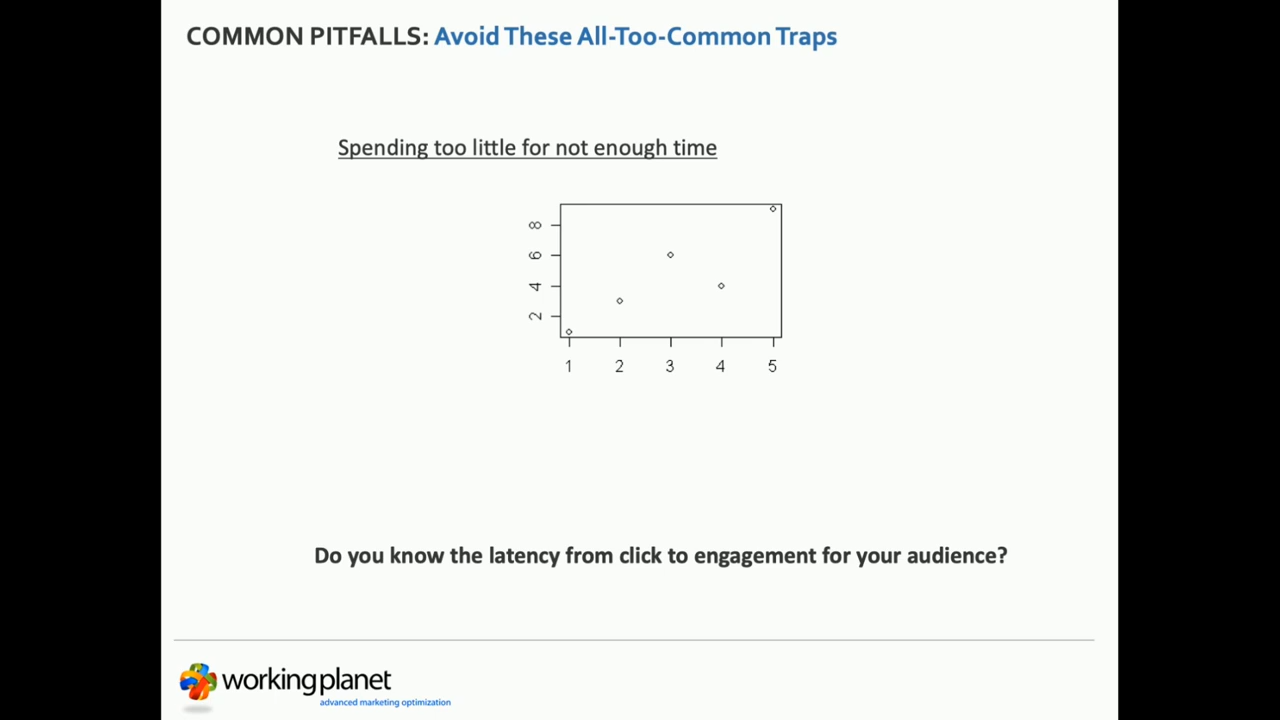 COMMON PITFALLS: Avoid These All-Too-Common Traps
Spending too little for not enough time
8
6
4
2
1 2 3 4 5
Do you know the latency from click to engagement for your audience?
workingplanet
advanced marketing optimization